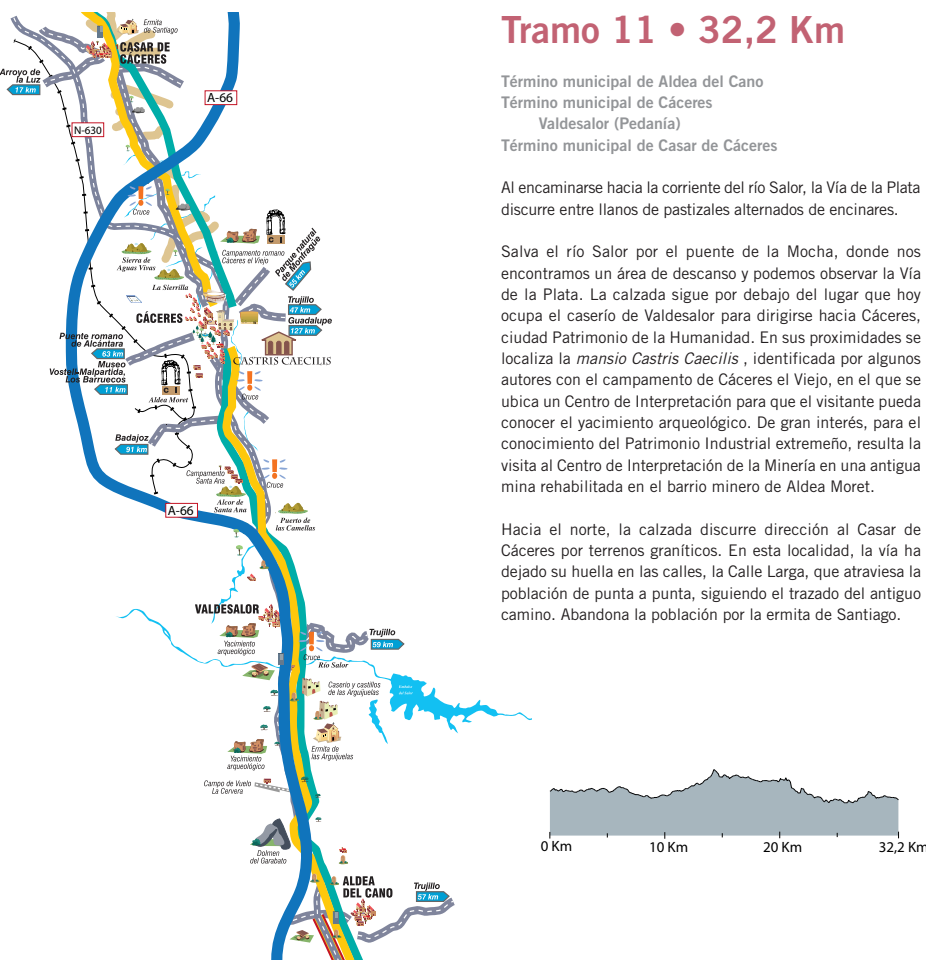 Tramo 11 • 32,2 Km
Término municipal de Aldea del Cano
Término municipal de Cáceres
Valdesalor (Pedanía)
Término municipal de Casar de Cáceres
Al encaminarse hacia la corriente del río Salor, la Vía de la Plata
discurre entre llanos de pastizales alternados de encinares.
Salva el río Salor por el puente de la Mocha, donde nos
encontramos un área de descanso y podemos observar la Vía
de la Plata. La calzada sigue por debajo del lugar que hoy
ocupa el caserío de Valdesalor para dirigirse hacia Cáceres,
ciudad Patrimonio de la Humanidad. En sus proximidades se
localiza la mansio Castris Caecilis , identificada por algunos
autores con el campamento de Cáceres el Viejo, en el que se
ubica un Centro de Interpretación para que el visitante pueda
conocer el yacimiento arqueológico. De gran interés, para el
conocimiento del Patrimonio Industrial extremeño, resulta la
visita al Centro de Interpretación de la Minería en una antigua
mina rehabilitada en el barrio minero de Aldea Moret.
Hacia el norte, la calzada discurre dirección al Casar de
Cáceres por terrenos graníticos. En esta localidad, la vía ha
dejado su huella en las calles, la Calle Larga, que atraviesa la
población de punta a punta, siguiendo el trazado del antiguo
camino. Abandona la población por la ermita de Santiago.
0 Km
10 Km
20 Km
32,2 Km
Ermita
de Santiago
CASAR DE
CÁCERES
Arroyo de
la Luz
17 km
A-66
N-630
Cruce
Sierra de
Aguas Vivas
La Sierrilla
C I
Campamento romano
Cáceres el Viejo
Parque natural
de Monfragüe
55 km
Trujillo
47 km
Guadalupe
127 km
CÁCERES
CASTRIS CAECILIS
Puente romano
de Alcántara
63 km
Museo
Vostell-Malpartida,
Los Barruecos
11 km
C I
Aldea Moret
Cruce
Badajoz
91 km
Campamento
Santa Ana
Cruce
Alcor de
Santa Ana
A-66
Puerto de
las Camellas
VALDESALOR
Yacimiento
arqueológico
Trujillo
59 km
Cruce
Río Salor
Caserío y castillos
de las Arguijuelas
Embalse
del Salor
Ermita de
las Arguijuelas
Yacimiento
arqueológico
Campo de Vuelo
La Cervera
Dolmen
del Garabato
ALDEA
DEL CANO
Trujillo
57 km